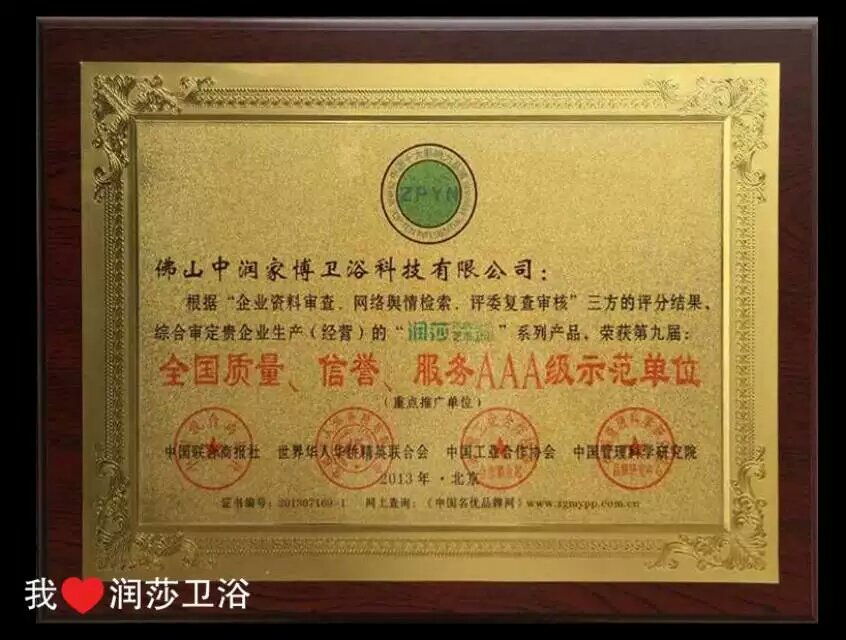 ZPYN
佛山中润家博卫浴科技有限公司:
根据“企业资料审查、网络舆情检索、评委复查审核”三方的评分结果、
综合审定贵企业生产(经营)的“润莎”系列产品、荣获第九届:
全国质量、信誉、服务AAA级示范单位
(重点推广单位)
中国联合商报社 世界华人华侨精英联合会 中国工业合作协会 中国管理科学研究院
2013年·北京
证书编号:201307169-1 网上查询:《中国名优品牌网》www.zgmypp.com.cn
我❤润莎卫浴